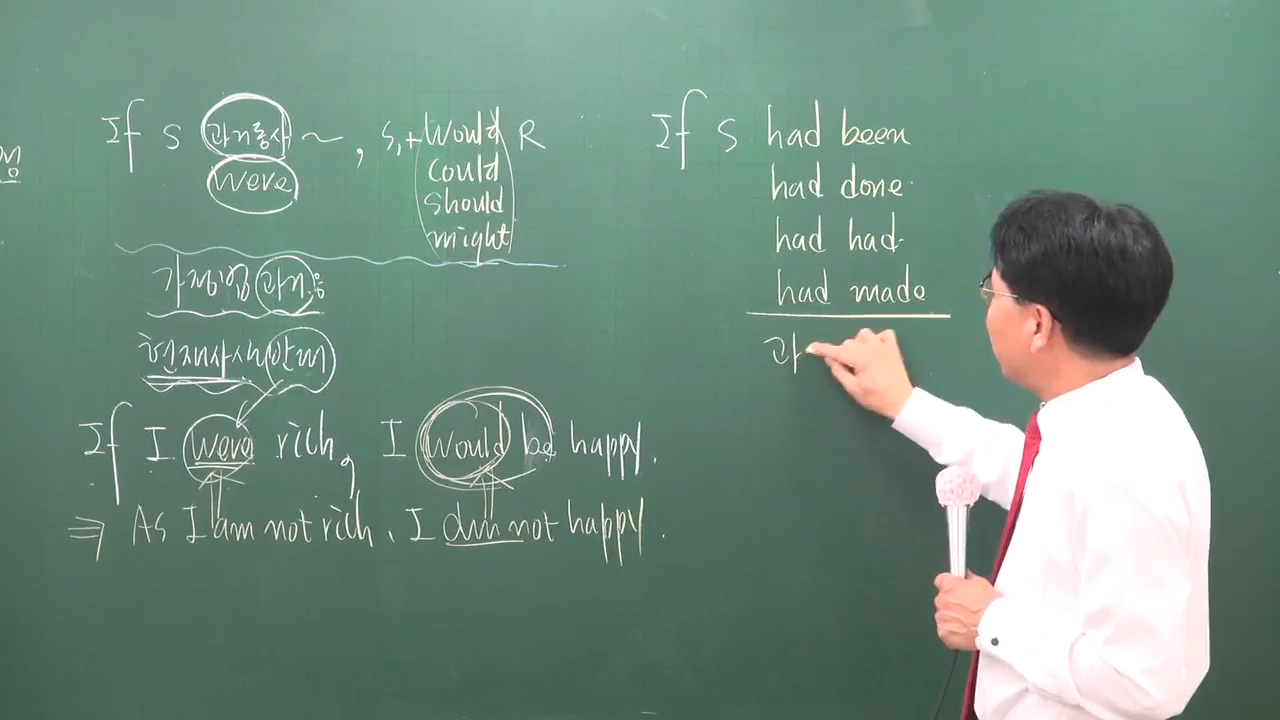 If S 과거동사 ~, S₁+ would R
were
could
should
might
가정법 과거
현재사실 반대
If I were rich, I would be happy.
⇒ As I am not rich, I am not happy.
If S had been
had done
had had
had made
과